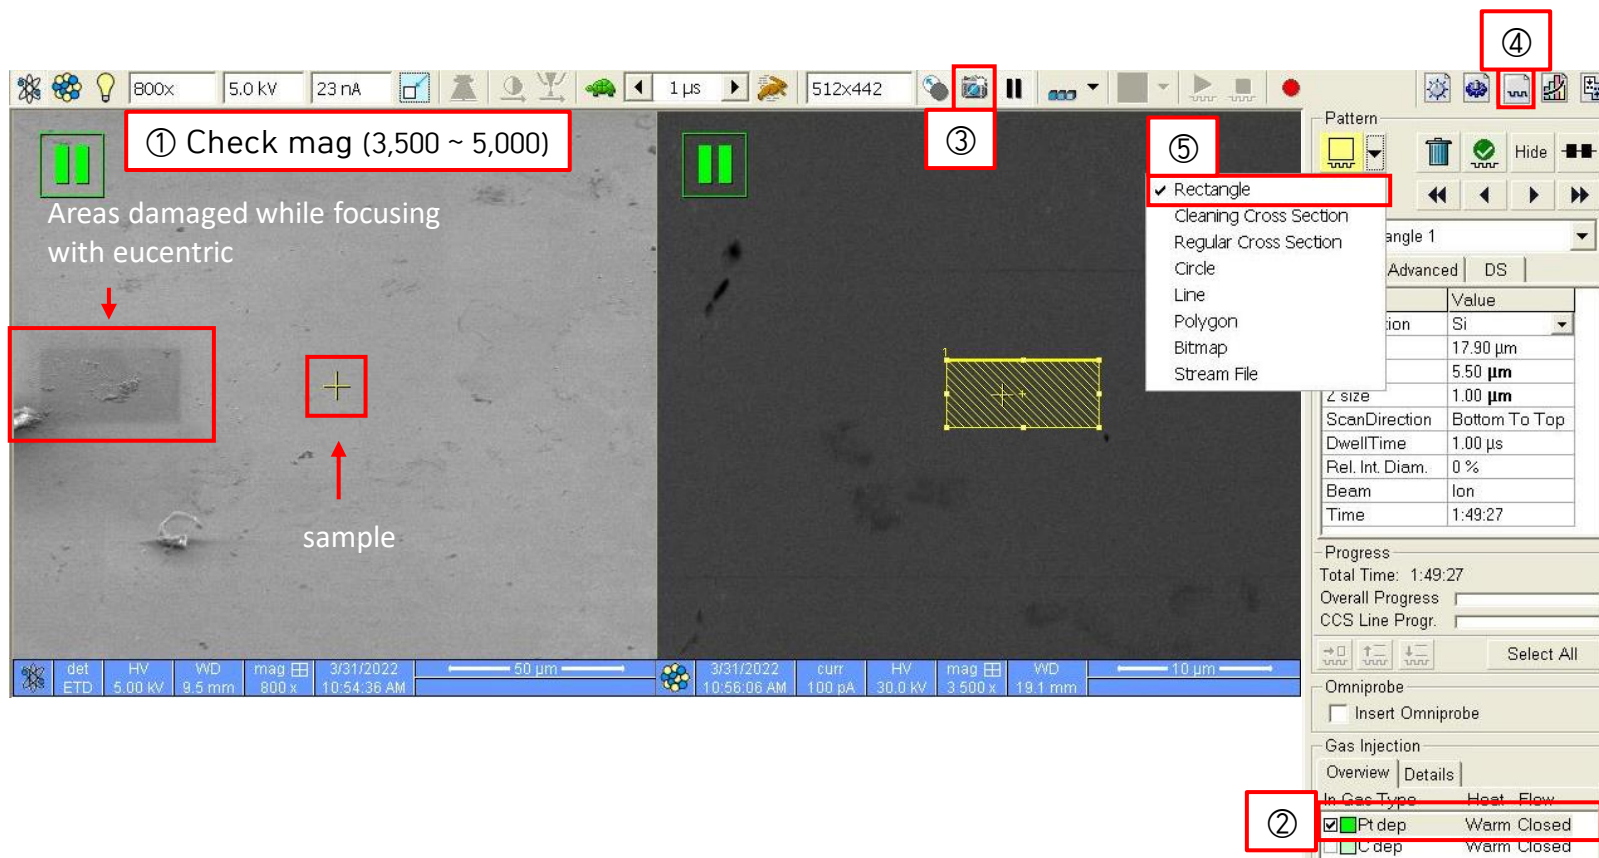 ④
800x 5.0 kV 23 nA 1 µs 512x442
① Check mag (3,500 ~ 5,000)
③
⑤
Areas damaged while focusing
with eucentric
sample
Rectangle
Cleaning Cross Section
Regular Cross Section
Circle
Line
Polygon
Bitmap
Stream File
1
det HV WD mag 3/31/2022 50 µm
ETD 5.00 kV 9.5 mm 800 x 10:54:36 AM
3/31/2022 curr HV mag WD 10 µm
10:56:06 AM 100 pA 30.0 kV 3 500 x 19.1 mm
Pattern
Hide
angle 1
Advanced DS
Value
tion Si
17.90 µm
5.50 µm
Z size 1.00 µm
ScanDirection Bottom To Top
DwellTime 1.00 µs
Rel. Int. Diam. 0 %
Beam Ion
Time 1:49:27
Progress
Total Time: 1:49:27
Overall Progress
CCS Line Progr.
Select All
Omniprobe
Insert Omniprobe
Gas Injection
Overview Details
In Gas Type Heat Flow
② Pt dep Warm Closed
C dep Warm Closed